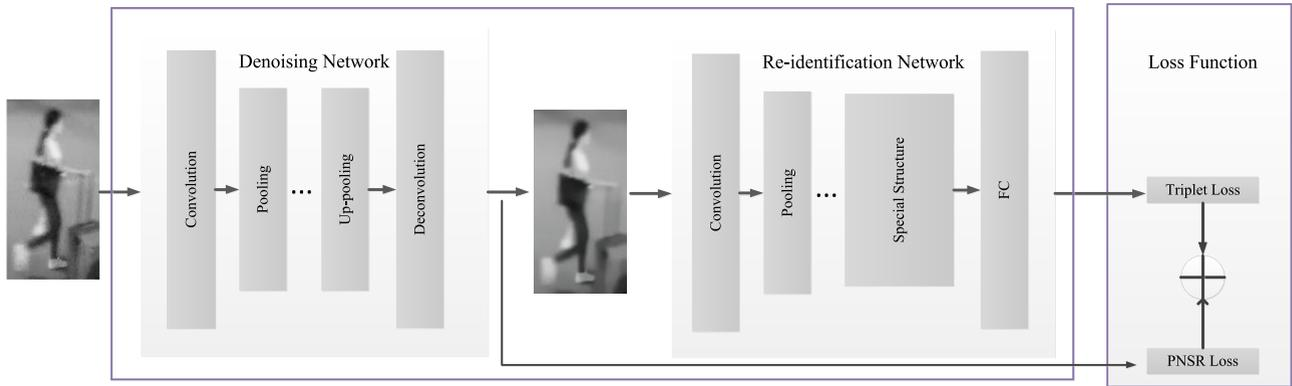 Denoising Network
Convolution
Pooling
...
Up-pooling
Deconvolution
Re-identification Network
Convolution
Pooling
...
Special Structure
FC
Loss Function
Triplet Loss
PNSR Loss